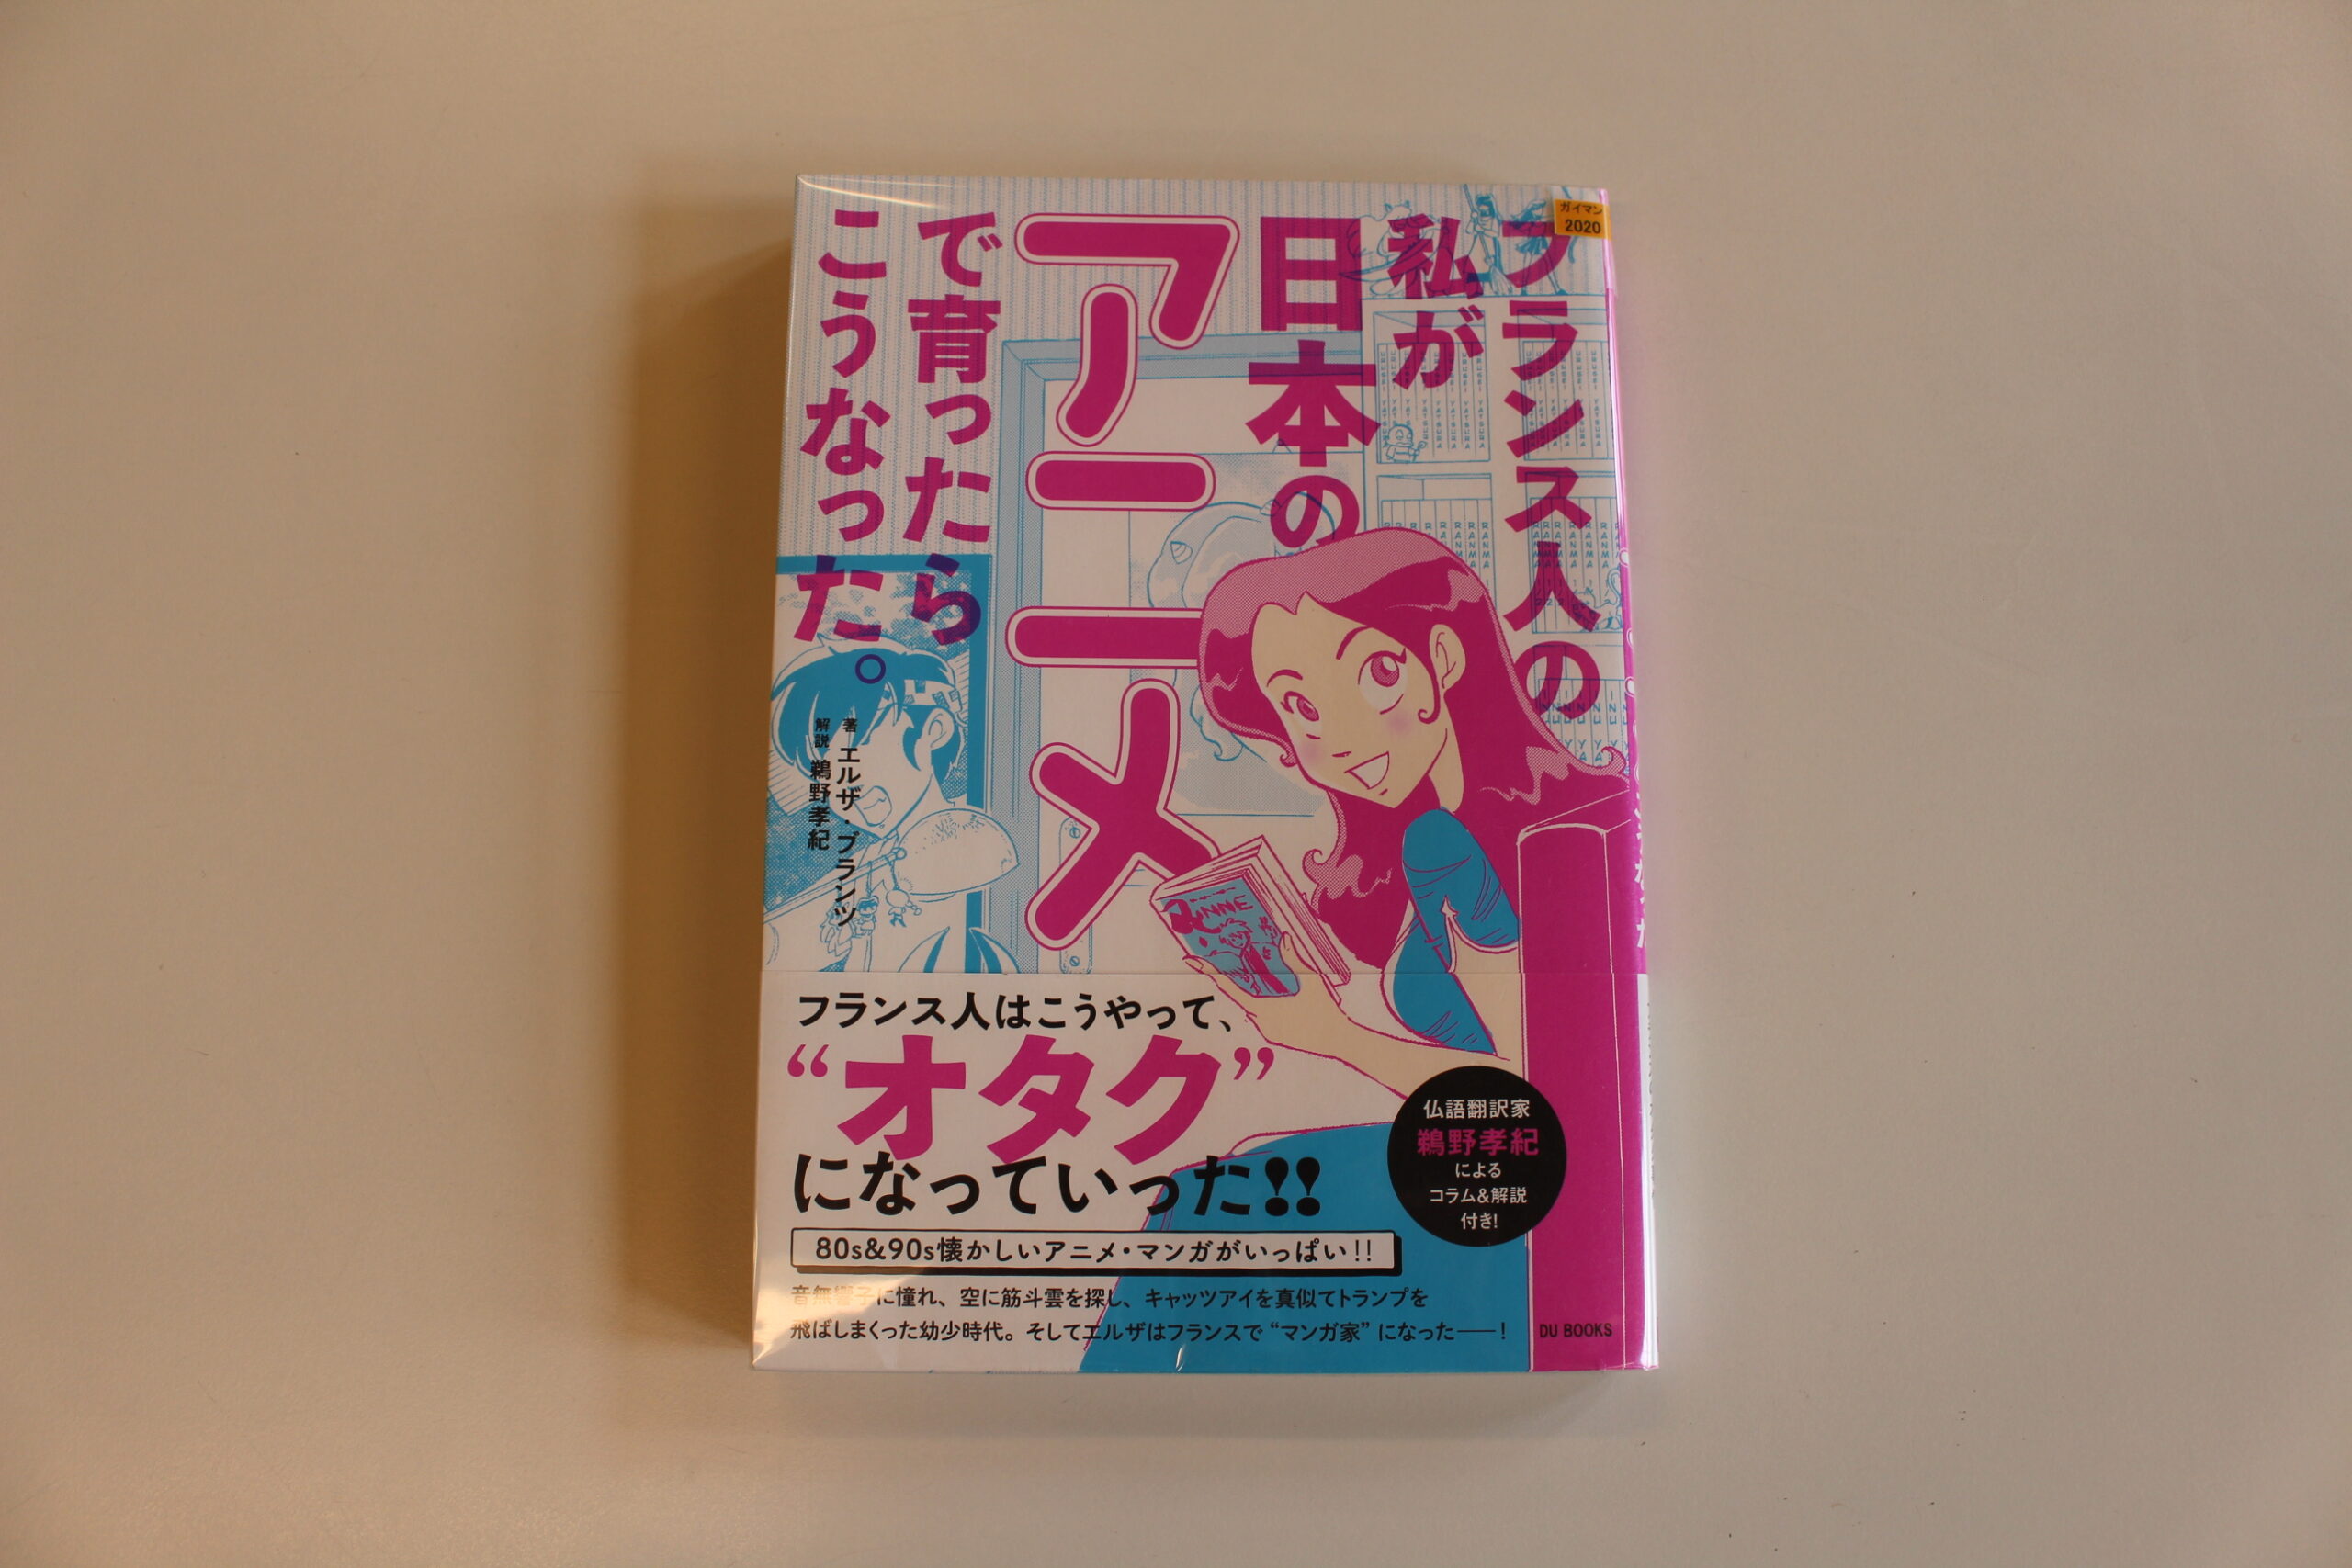 ガイマン
2020
フランス人の
私が
日本の
アニメ
で育ったら
こうなった。
著 エルザ・ブランツ
解説 鵜野孝紀
RINNE
フランス人はこうやって、
“オタク”
になっていった!!
80s&90s懐かしいアニメ・マンガがいっぱい!!
音無響子に憧れ、空に筋斗雲を探し、キャッツアイを真似てトランプを
飛ばしまくった幼少時代。そしてエルザはフランスで“マンガ家”になった——!
仏語翻訳家
鵜野孝紀
による
コラム&解説
付き!
DU BOOKS